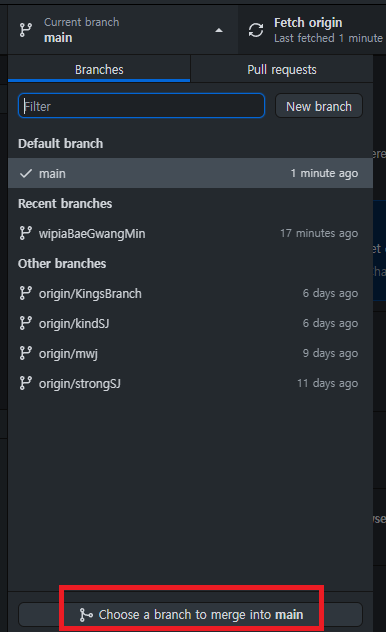 Current branch
main
Fetch origin
Last fetched 1 minute
Branches
Pull requests
Filter
New branch
Default branch
main 1 minute ago
Recent branches
wipiaBaeGwangMin 17 minutes ago
Other branches
origin/KingsBranch 6 days ago
origin/kindSJ 6 days ago
origin/mwj 9 days ago
origin/strongSJ 11 days ago
Choose a branch to merge into main